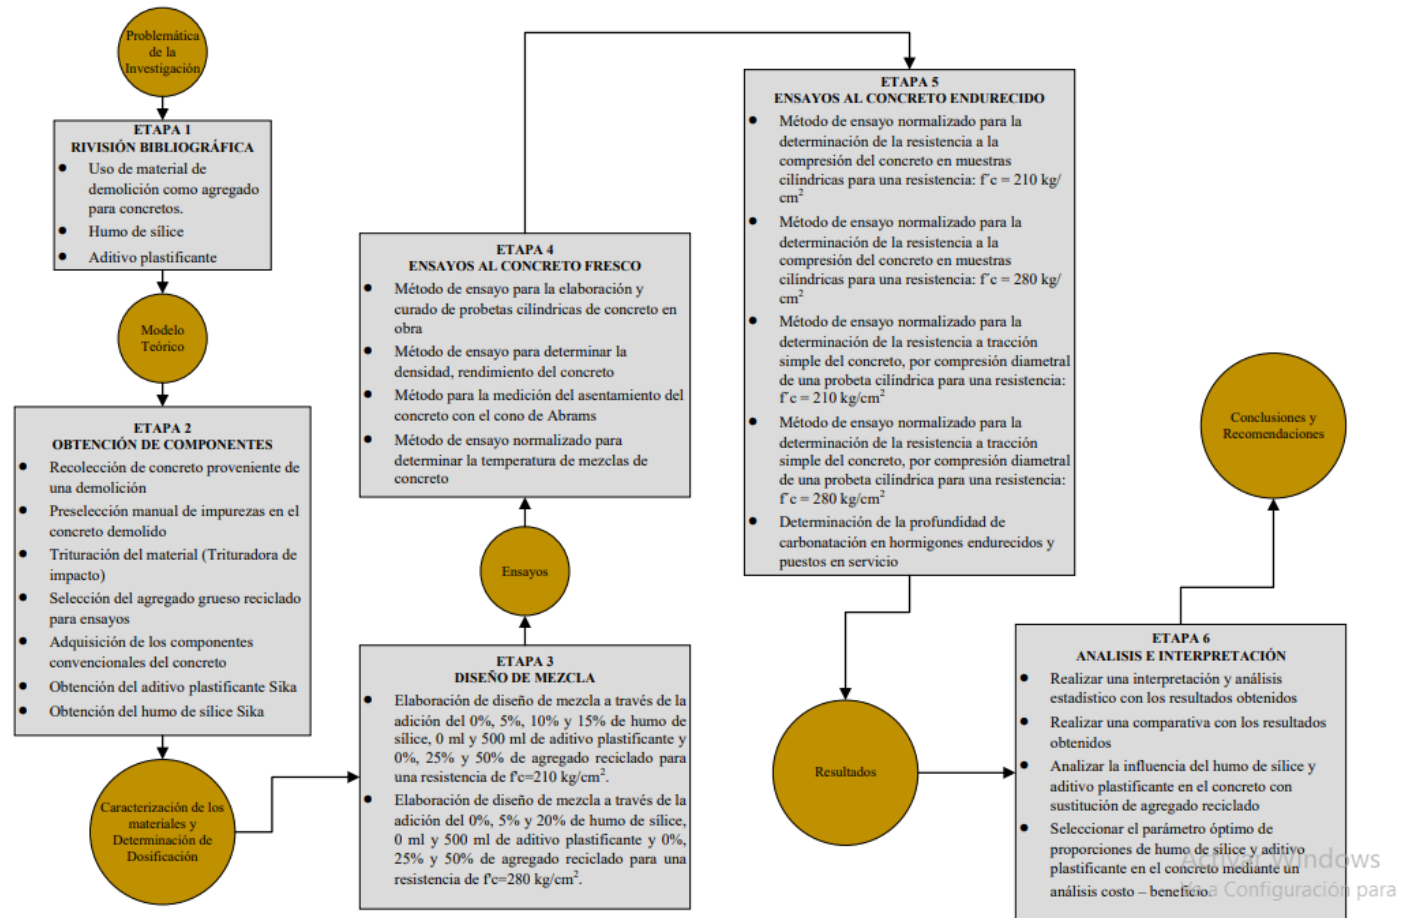 Problemática
de la
Investigación
ETAPA 1
RIVISIÓN BIBLIOGRÁFICA
● Uso de material de
demolición como agregado
para concretos.
● Humo de sílice
● Aditivo plastificante
Modelo
Teórico
ETAPA 2
OBTENCIÓN DE COMPONENTES
● Recolección de concreto proveniente de
una demolición
● Preselección manual de impurezas en el
concreto demolido
● Trituración del material (Trituradora de
impacto)
● Selección del agregado grueso reciclado
para ensayos
● Adquisición de los componentes
convencionales del concreto
● Obtención del aditivo plastificante Sika
● Obtención del humo de sílice Sika
Caracterización de los
materiales y
Determinación de
Dosificación
ETAPA 3
DISEÑO DE MEZCLA
● Elaboración de diseño de mezcla a través de la
adición del 0%, 5%, 10% y 15% de humo de
sílice, 0 ml y 500 ml de aditivo plastificante y
0%, 25% y 50% de agregado reciclado para
una resistencia de f'c=210 kg/cm².
● Elaboración de diseño de mezcla a través de la
adición del 0%, 5% y 20% de humo de sílice,
0 ml y 500 ml de aditivo plastificante y 0%,
25% y 50% de agregado reciclado para una
resistencia de f'c=280 kg/cm².
Ensayos
ETAPA 4
ENSAYOS AL CONCRETO FRESCO
● Método de ensayo para la elaboración y
curado de probetas cilíndricas de concreto en
obra
● Método de ensayo para determinar la
densidad, rendimiento del concreto
● Método para la medición del asentamiento del
concreto con el cono de Abrams
● Método de ensayo normalizado para
determinar la temperatura de mezclas de
concreto
ETAPA 5
ENSAYOS AL CONCRETO ENDURECIDO
● Método de ensayo normalizado para la
determinación de la resistencia a la
compresión del concreto en muestras
cilíndricas para una resistencia: f´c = 210 kg/
cm²
● Método de ensayo normalizado para la
determinación de la resistencia a la
compresión del concreto en muestras
cilíndricas para una resistencia: f´c = 280 kg/
cm²
● Método de ensayo normalizado para la
determinación de la resistencia a tracción
simple del concreto, por compresión diametral
de una probeta cilíndrica para una resistencia:
f´c = 210 kg/cm²
● Método de ensayo normalizado para la
determinación de la resistencia a tracción
simple del concreto, por compresión diametral
de una probeta cilíndrica para una resistencia:
f´c = 280 kg/cm²
● Determinación de la profundidad de
carbonatación en hormigones endurecidos y
puestos en servicio
Resultados
ETAPA 6
ANALISIS E INTERPRETACIÓN
● Realizar una interpretación y análisis
estadístico con los resultados obtenidos
● Realizar una comparativa con los resultados
obtenidos
● Analizar la influencia del humo de sílice y
aditivo plastificante en el concreto con
sustitución de agregado reciclado
● Seleccionar el parámetro óptimo de
proporciones de humo de sílice y aditivo
plastificante en el concreto mediante un
análisis costo – beneficio.
Conclusiones y
Recomendaciones
Activar Windows
Ve a Configuración para